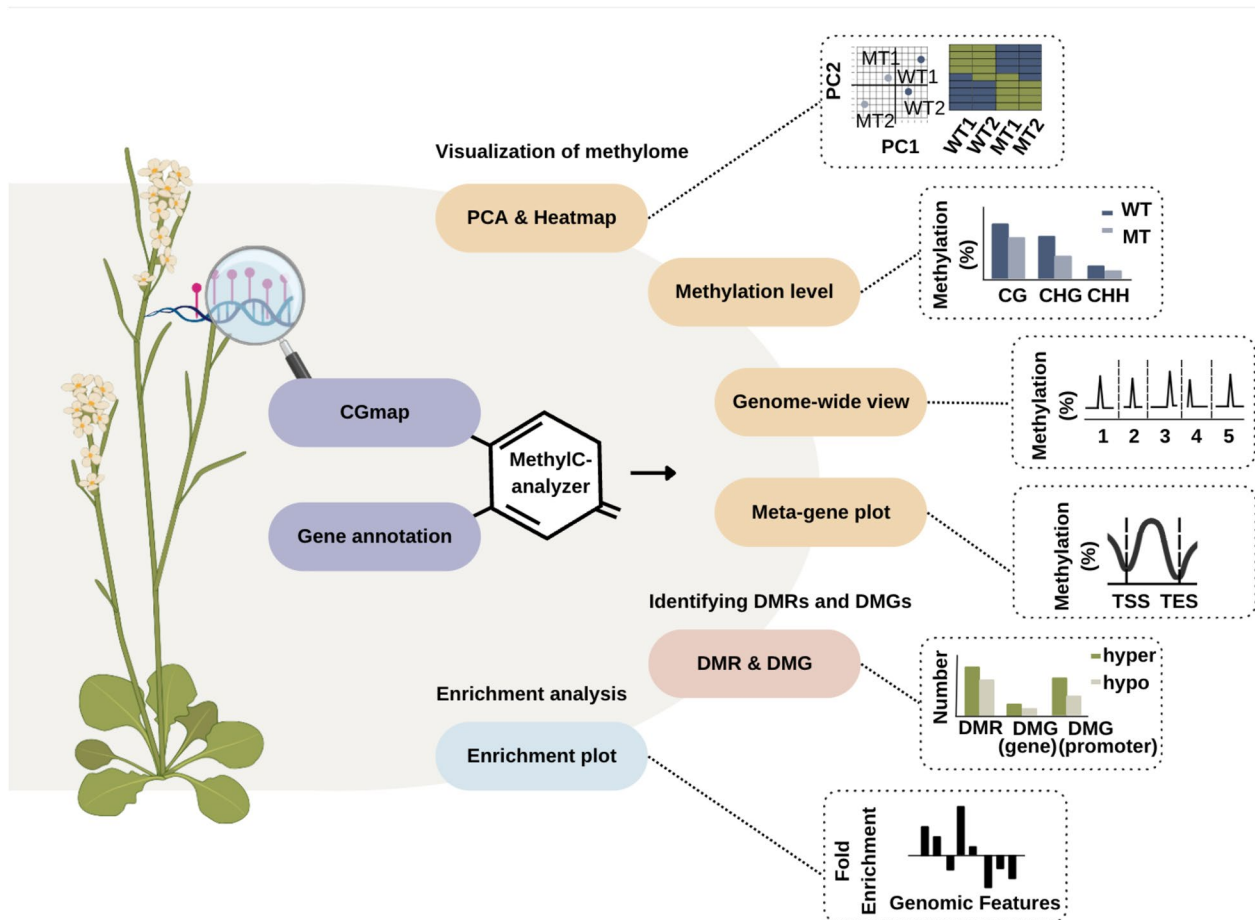 PC2
MT1
WT1
WT2
MT2
PC1
WT1
WT2
MT1
MT2
Visualization of methylome
PCA & Heatmap
Methylation
(%)
WT
MT
CG CHG CHH
Methylation level
Methylation
(%)
1 2 3 4 5
Genome-wide view
CGmap
MethylC-
analyzer
Gene annotation
Meta-gene plot
Methylation
(%)
TSS TES
Identifying DMRs and DMGs
DMR & DMG
Number
hyper
hypo
DMR DMG DMG
(gene) (promoter)
Enrichment analysis
Enrichment plot
Fold
Enrichment
Genomic Features